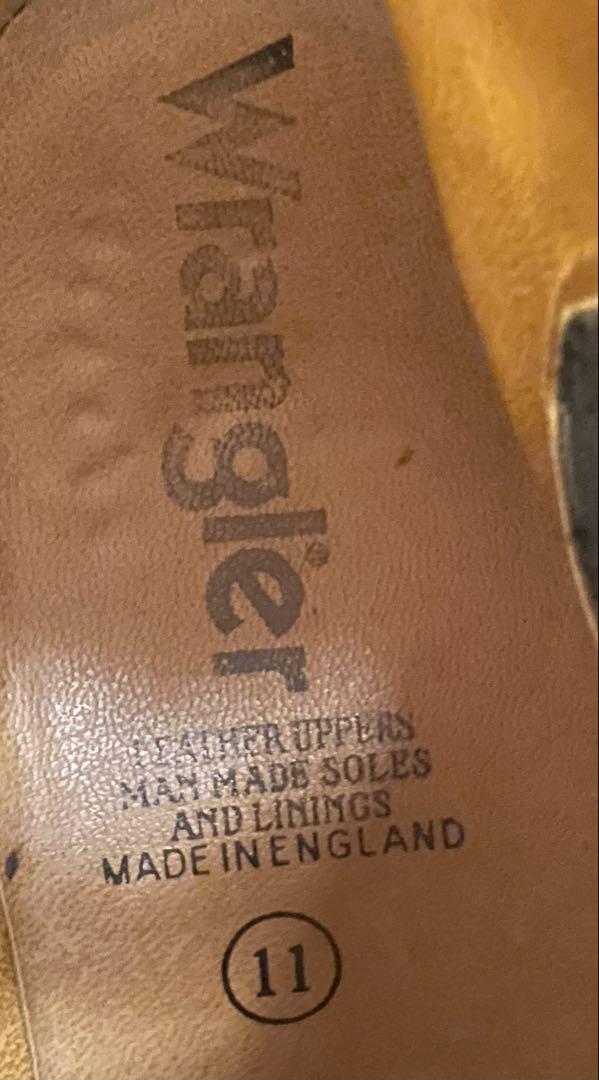 Wrangler®
LEATHER UPPERS
MAN MADE SOLES
AND LININGS
MADE IN ENGLAND
11